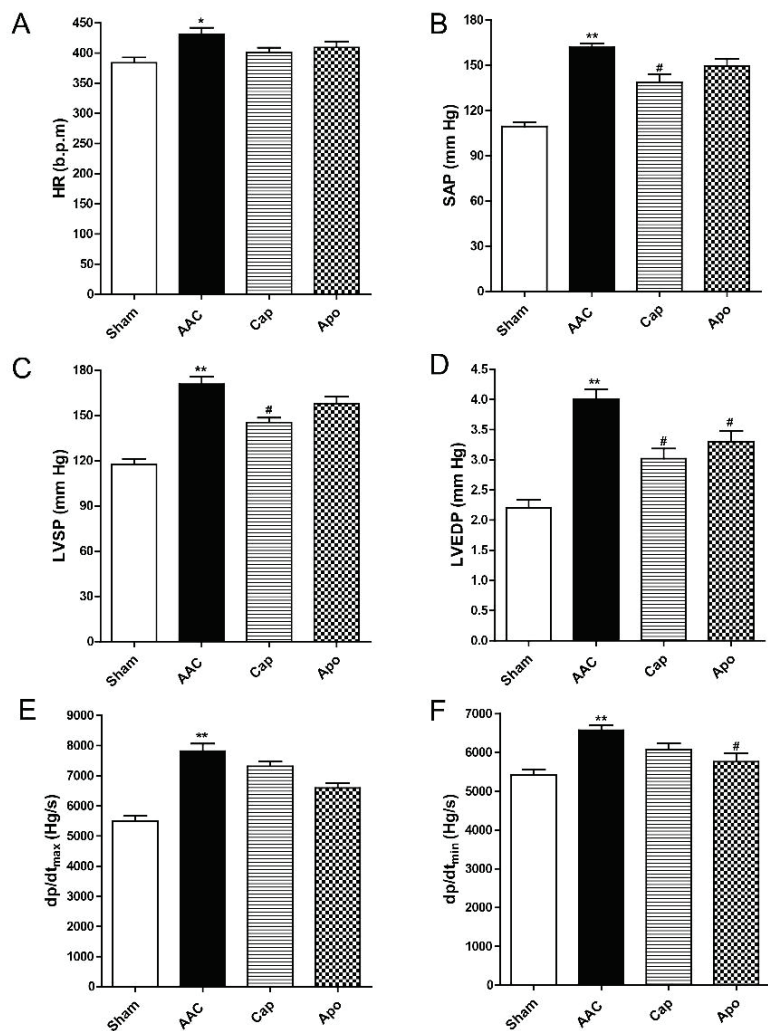 A
HR (b.p.m)
450
400
350
300
250
200
150
100
50
0
*
Sham
AAC
Cap
Apo
B
SAP (mm Hg)
180
150
120
90
60
30
0
**
#
Sham
AAC
Cap
Apo
C
LVSP (mm Hg)
180
150
120
90
60
30
0
**
#
Sham
AAC
Cap
Apo
D
LVEDP (mm Hg)
4.5
4.0
3.5
3.0
2.5
2.0
1.5
1.0
0.5
0.0
**
#
#
Sham
AAC
Cap
Apo
E
dp/dtmax (Hg/s)
9000
8000
7000
6000
5000
4000
3000
2000
1000
0
**
Sham
AAC
Cap
Apo
F
dp/dtmin (Hg/s)
7000
6000
5000
4000
3000
2000
1000
0
**
#
Sham
AAC
Cap
Apo